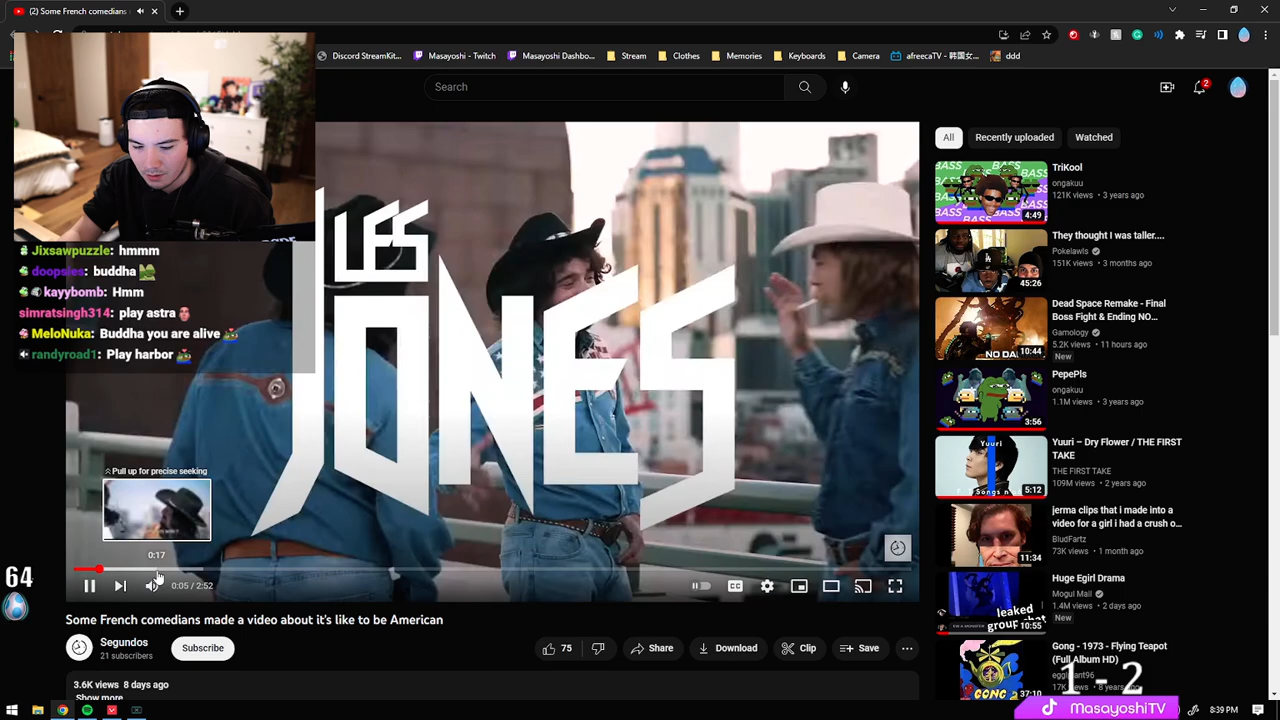 (2) Some French comedians
Discord StreamKit...
Masayoshi - Twitch
Masayoshi Dashbo...
Stream
Clothes
Memories
Keyboards
Camera
afreecaTV - 韩国女...
ddd
Search
2
All
Recently uploaded
Watched
Jixsawpuzzle: hmmm
doopsies: buddha
kayybomb: Hmm
simratsingh314: play astra
MeloNuka: Buddha you are alive
randyroad1: Play harbor
LES
JONES
Pull up for precise seeking
0:17
0:05 / 2:52
64
Some French comedians made a video about it's like to be American
Segundos
21 subscribers
Subscribe
75
Share
Download
Clip
Save
3.6K views 8 days ago
Show more
BASS
4:49
TriKool
ongakuu
121K views • 3 years ago
45:26
They thought I was taller....
Pokelawls
151K views • 3 months ago
10:44
Dead Space Remake - Final
Boss Fight & Ending NO...
Gamology
5.2K views • 11 hours ago
New
3:56
PepePls
ongakuu
1.1M views • 3 years ago
Yuuri
5:12
Yuuri – Dry Flower / THE FIRST
TAKE
THE FIRST TAKE
109M views • 2 years ago
11:34
jerma clips that i made into a
video for a girl i had a crush o...
BludFartz
73K views • 1 month ago
leaked
group chat
10:55
Huge Egirl Drama
Mogul Mail
1.4M views • 2 days ago
New
37:10
Gong - 1973 - Flying Teapot
(Full Album HD)
1 - 2
MasayoshiTV
8:39 PM